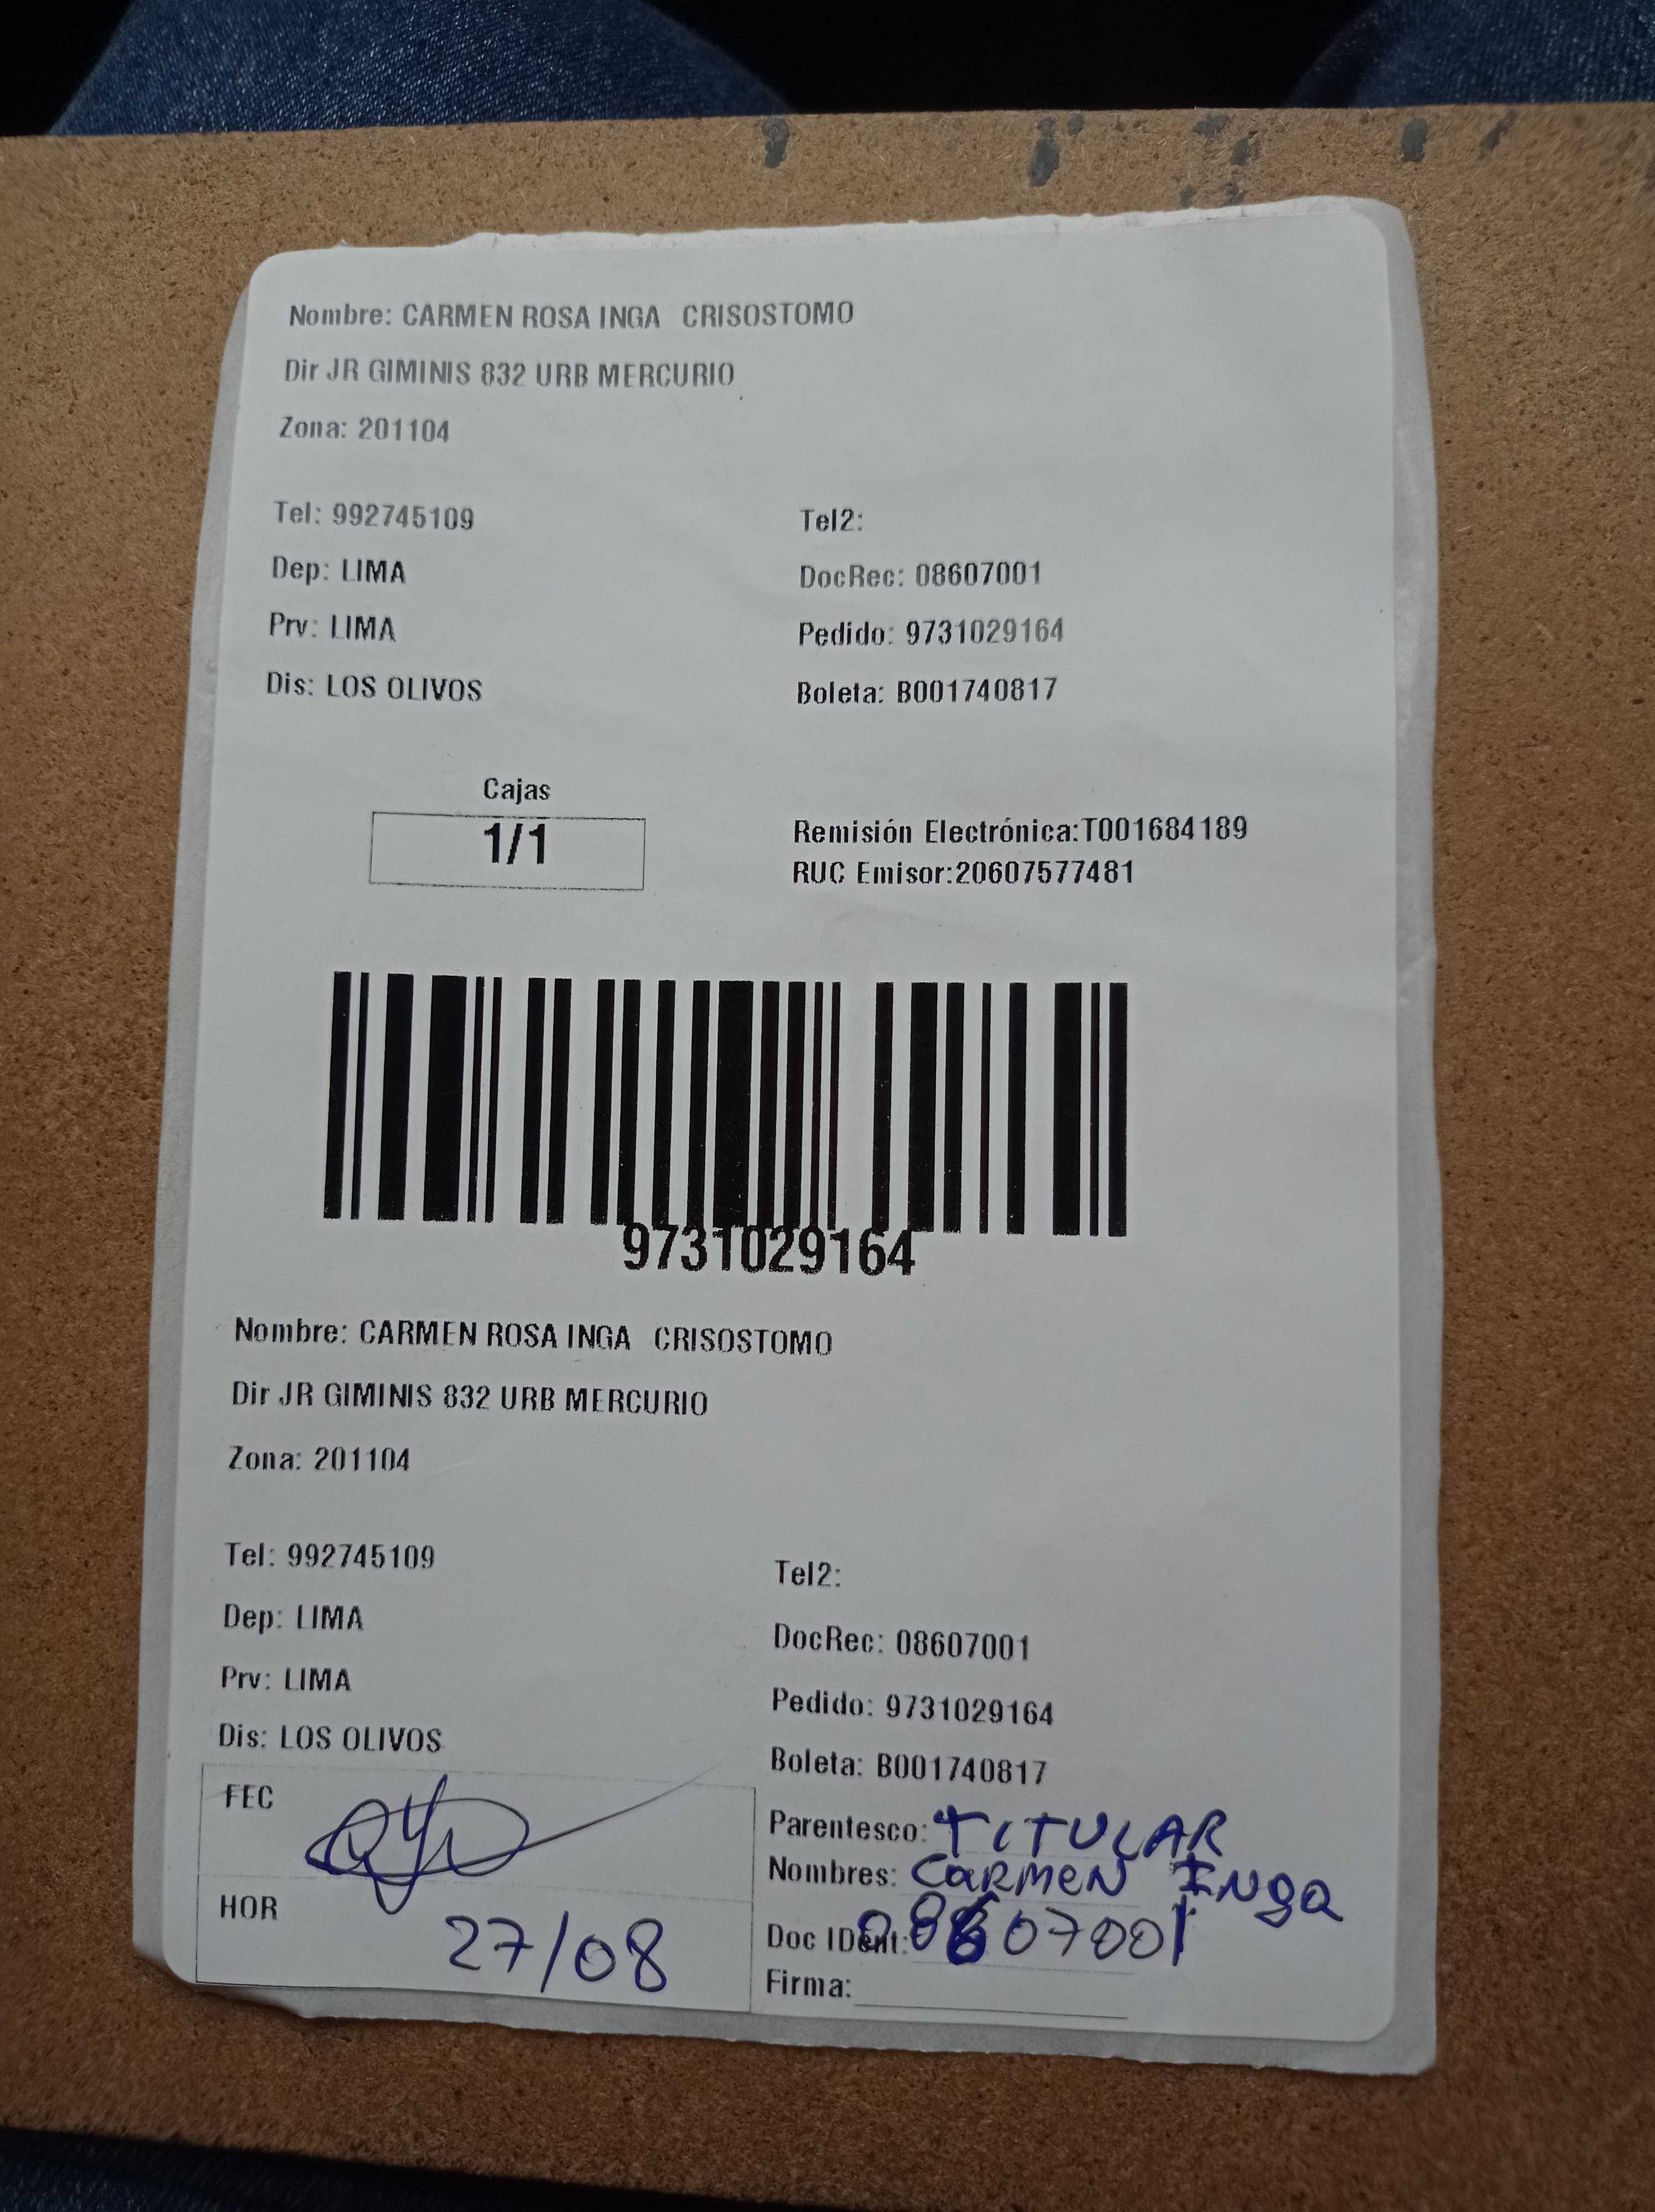 Nombre: CARMEN ROSA INGA CRISOSTOMO
Dir JR GIMINIS 832 URB MERCURIO
Zona: 201104
Tel: 992745109 Tel2:
Dep: LIMA DocRec: 08607001
Prv: LIMA Pedido: 9731029164
Dis: LOS OLIVOS Boleta: B001740817
Cajas
1/1
Remisión Electrónica:T001684189
RUC Emisor:20607577481
9731029164
Nombre: CARMEN ROSA INGA CRISOSTOMO
Dir JR GIMINIS 832 URB MERCURIO
Zona: 201104
Tel: 992745109 Tel2:
Dep: LIMA DocRec: 08607001
Prv: LIMA Pedido: 9731029164
Dis: LOS OLIVOS Boleta: B001740817
FEC
Parentesco: TITULAR
Nombres: Carmen Inga
HOR 27/08
Doc IDent: 08607001
Firma: